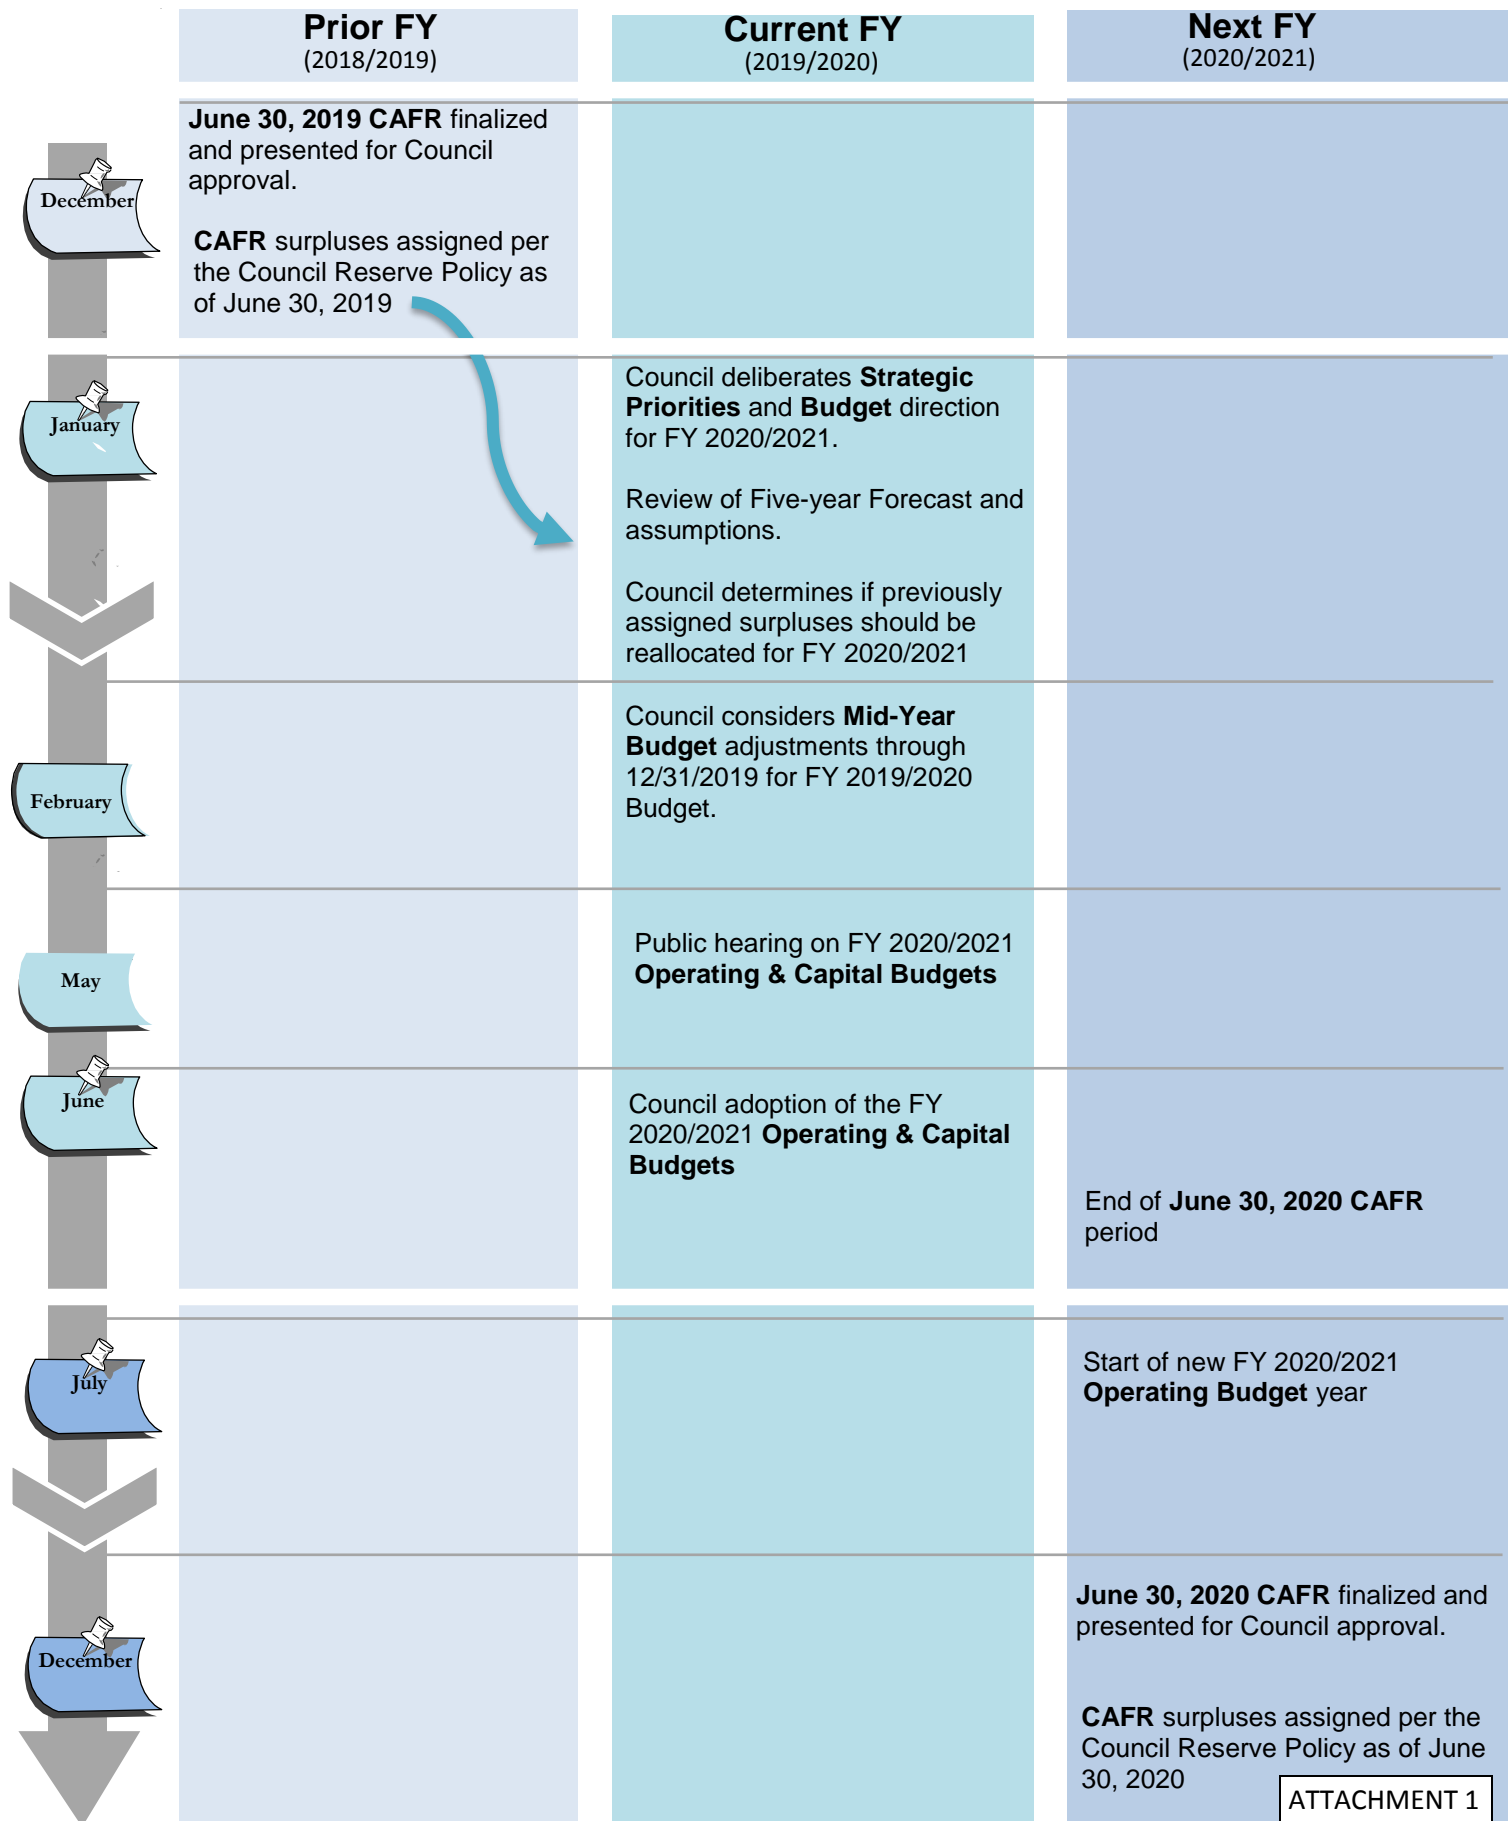 Prior FY
(2018/2019)
Current FY
(2019/2020)
Next FY
(2020/2021)
December
June 30, 2019 CAFR finalized
and presented for Council
approval.
CAFR surpluses assigned per
the Council Reserve Policy as
of June 30, 2019
January
Council deliberates Strategic
Priorities and Budget direction
for FY 2020/2021.
Review of Five-year Forecast and
assumptions.
Council determines if previously
assigned surpluses should be
reallocated for FY 2020/2021
February
Council considers Mid-Year
Budget adjustments through
12/31/2019 for FY 2019/2020
Budget.
May
Public hearing on FY 2020/2021
Operating & Capital Budgets
June
Council adoption of the FY
2020/2021 Operating & Capital
Budgets
End of June 30, 2020 CAFR
period
July
Start of new FY 2020/2021
Operating Budget year
December
June 30, 2020 CAFR finalized and
presented for Council approval.
CAFR surpluses assigned per the
Council Reserve Policy as of June
30, 2020
ATTACHMENT 1